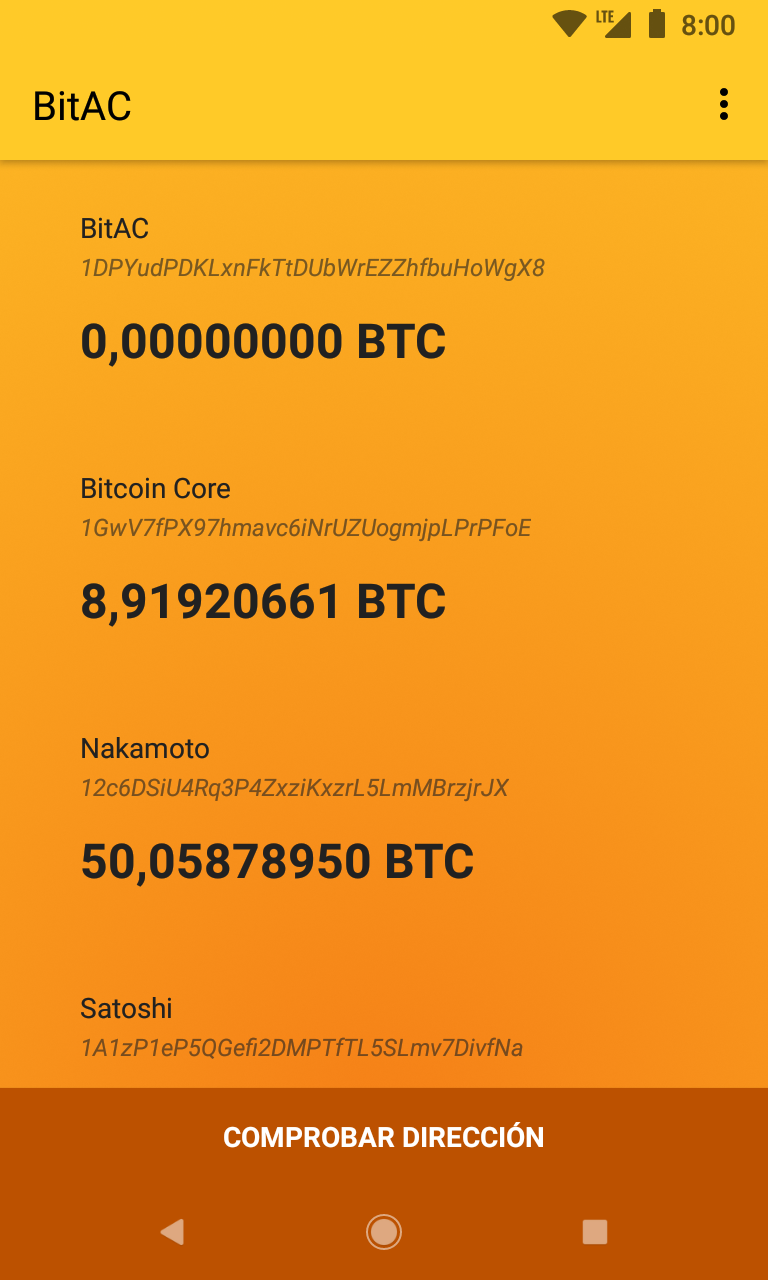 LTE 8:00
BitAC
BitAC
1DPYudPDKLxnFkTtDUbWrEZZhfbuHoWgX8
0,00000000 BTC
Bitcoin Core
1GwV7fPX97hmavc6iNrUZUogmjpLPrPFoE
8,91920661 BTC
Nakamoto
12c6DSiU4Rq3P4ZxziKxzrL5LmMBrzjrJX
50,05878950 BTC
Satoshi
1A1zP1eP5QGefi2DMPTfTL5SLmv7DivfNa
COMPROBAR DIRECCIÓN